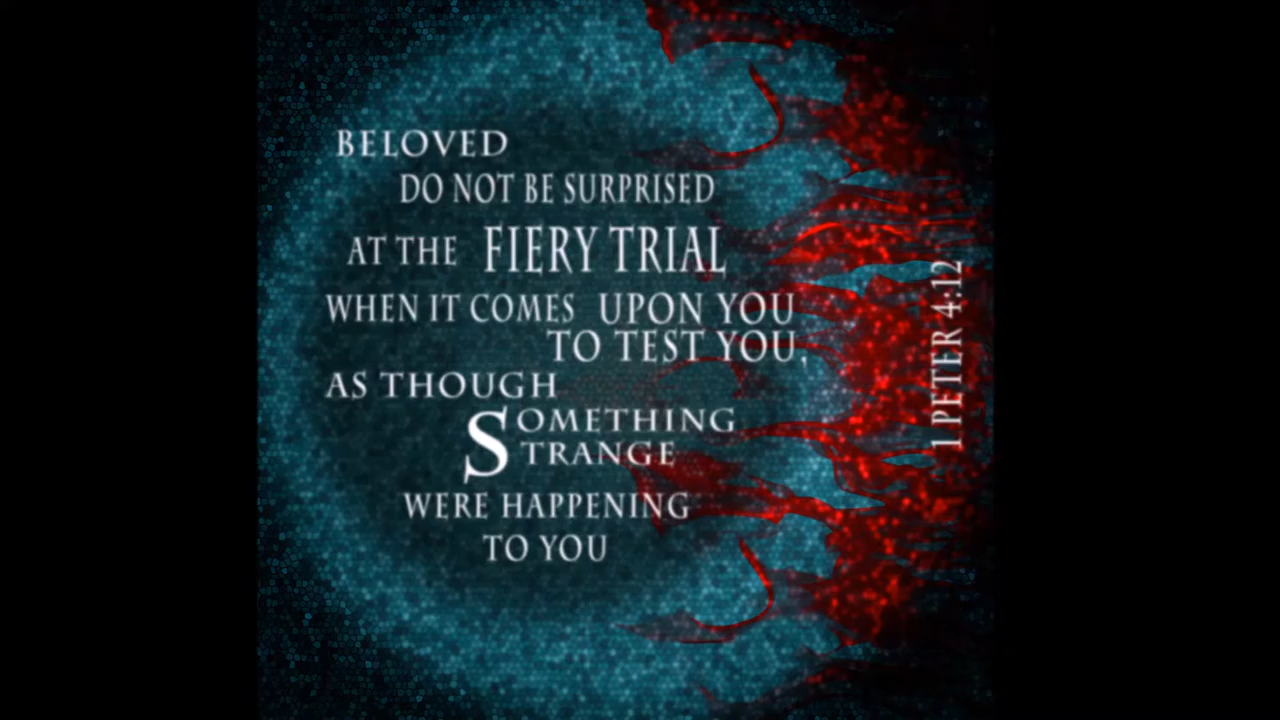 BELOVED
DO NOT BE SURPRISED
AT THE FIERY TRIAL
WHEN IT COMES UPON YOU
TO TEST YOU,
AS THOUGH
SOMETHING
STRANGE
WERE HAPPENING
TO YOU
1 PETER 4:12